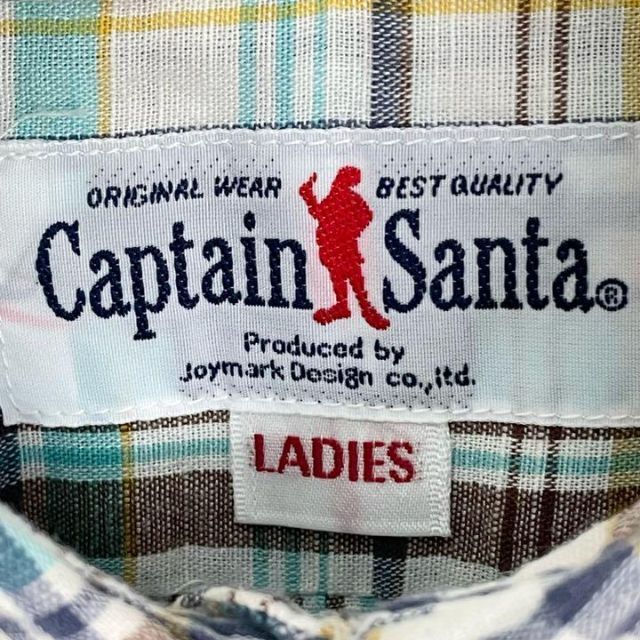 ORIGINAL WEAR BEST QUALITY
Captain Santa®
Produced by
Joymark Design co.,ltd.
LADIES